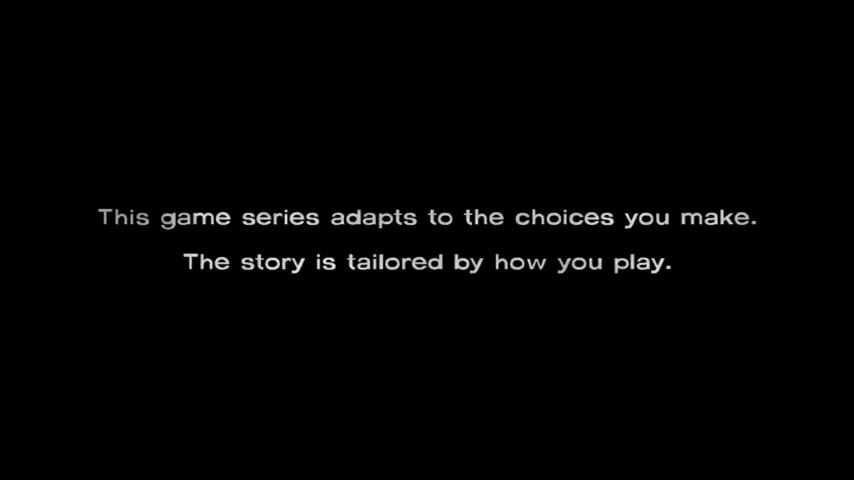 This game series adapts to the choices you make.
The story is tailored by how you play.